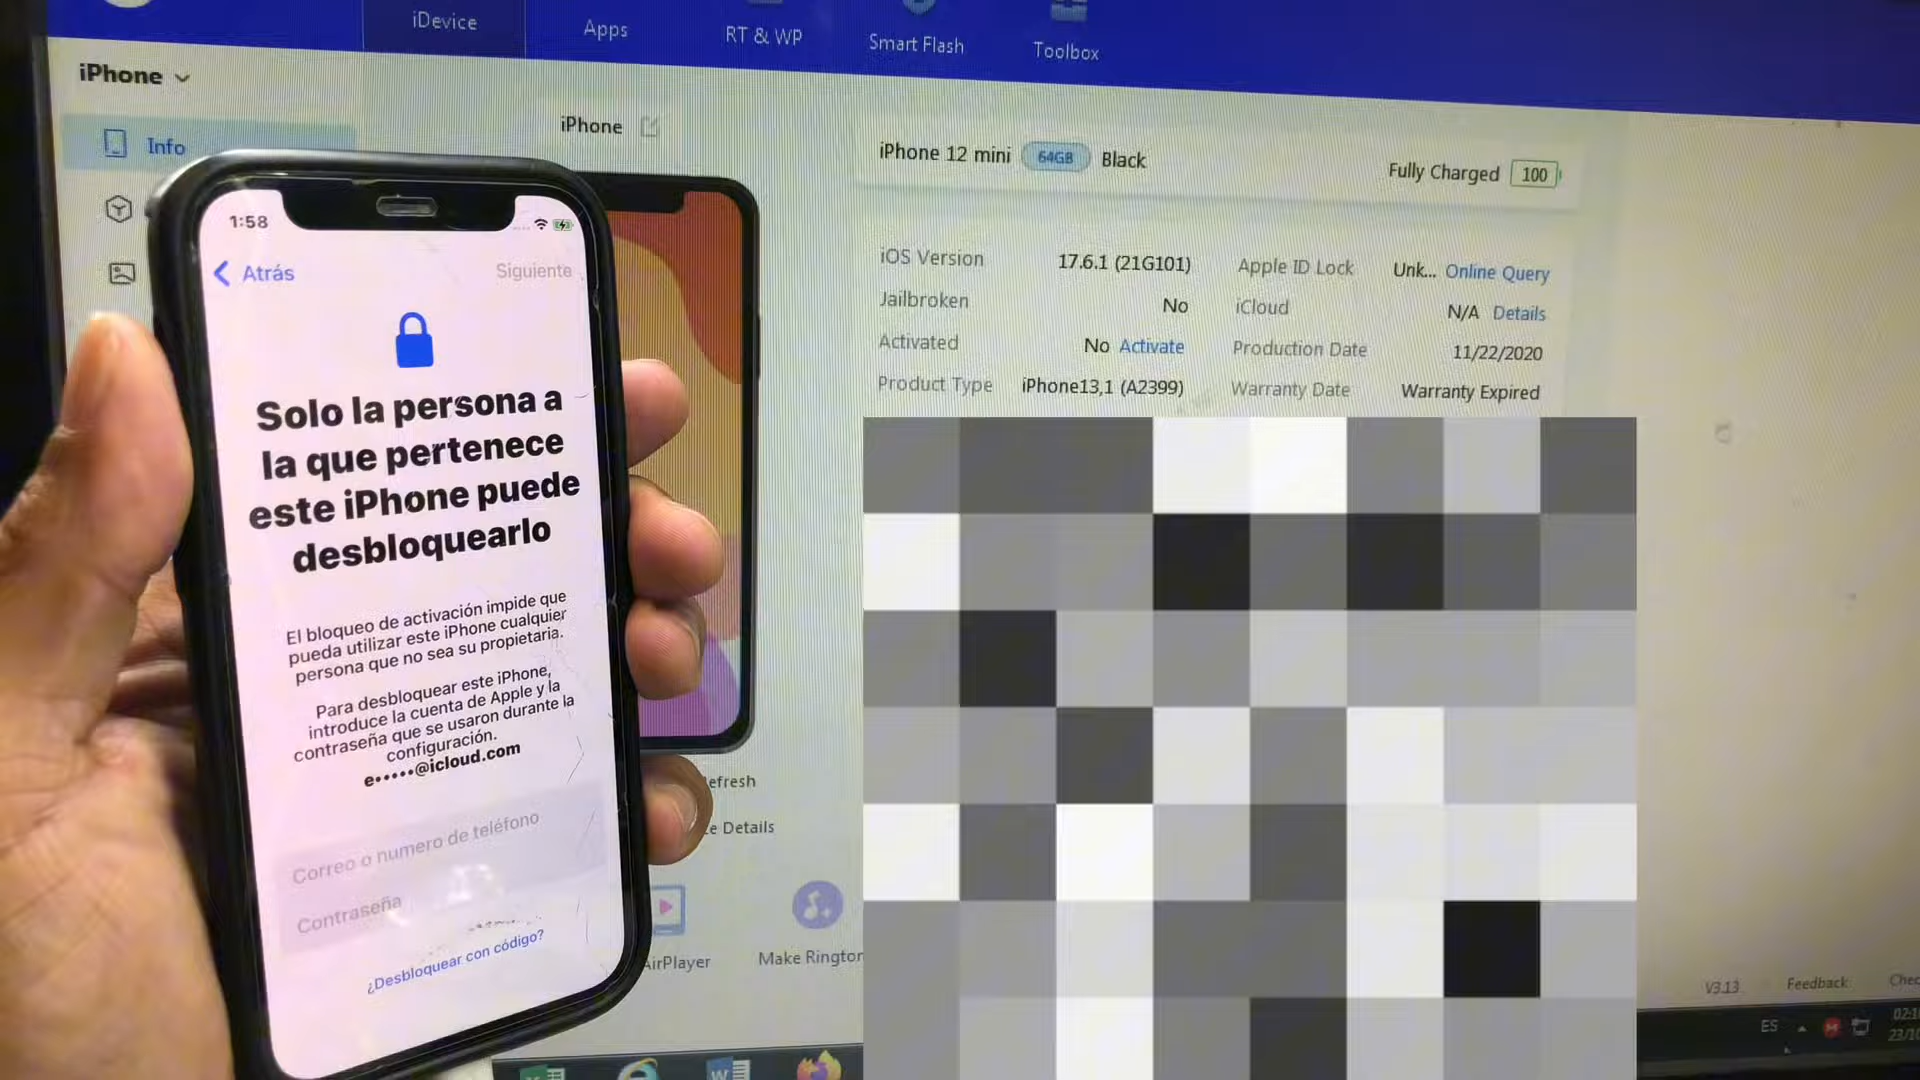 iDevice
Apps
RT & WP
Smart Flash
Toolbox
iPhone
Info
iPhone
iPhone 12 mini 64GB Black
Fully Charged 100
iOS Version 17.6.1 (21G101) Apple ID Lock Unk... Online Query
Jailbroken No iCloud N/A Details
Activated No Activate Production Date 11/22/2020
Product Type iPhone13,1 (A2399) Warranty Date Warranty Expired
1:58
Atrás
Siguiente
Solo la persona a
la que pertenece
este iPhone puede
desbloquearlo
El bloqueo de activación impide que
pueda utilizar este iPhone cualquier
persona que no sea su propietaria.
Para desbloquear este iPhone,
introduce la cuenta de Apple y la
contraseña que se usaron durante la
configuración.
e•••••@icloud.com
Correo o numero de teléfono
Contraseña
¿Desbloquear con código?
efresh
e Details
AirPlayer
Make Rington
V3.13
Feedback
Chec
ES
02:1
23/10